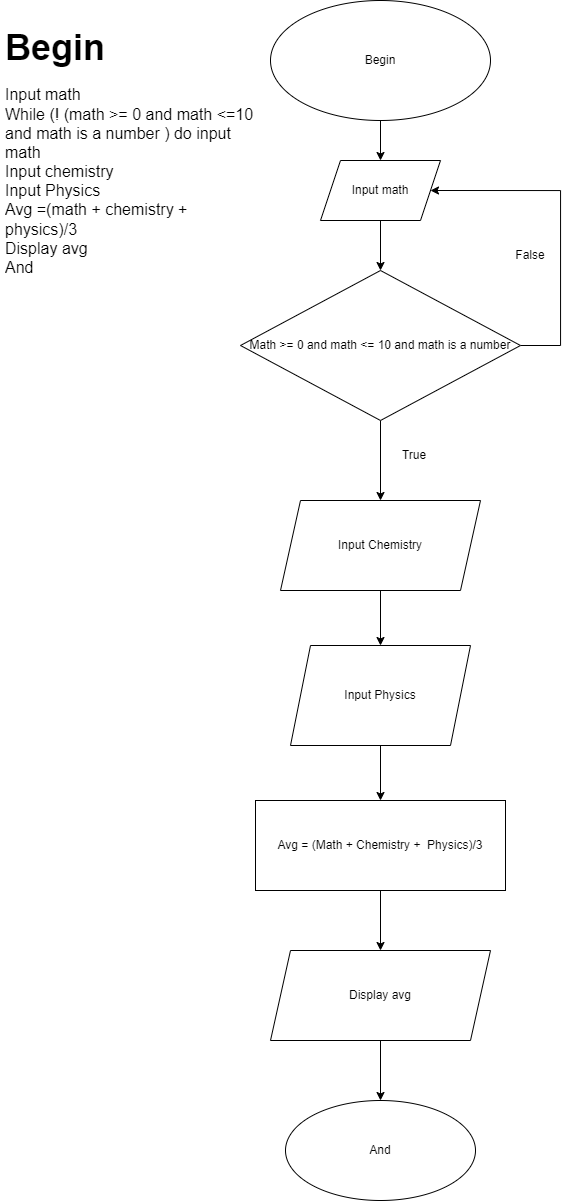 Begin
Input math
While (! (math >= 0 and math <=10
and math is a number ) do input
math
Input chemistry
Input Physics
Avg =(math + chemistry +
physics)/3
Display avg
And
Begin
Input math
False
Math >= 0 and math <= 10 and math is a number
True
Input Chemistry
Input Physics
Avg = (Math + Chemistry +  Physics)/3
Display avg
And